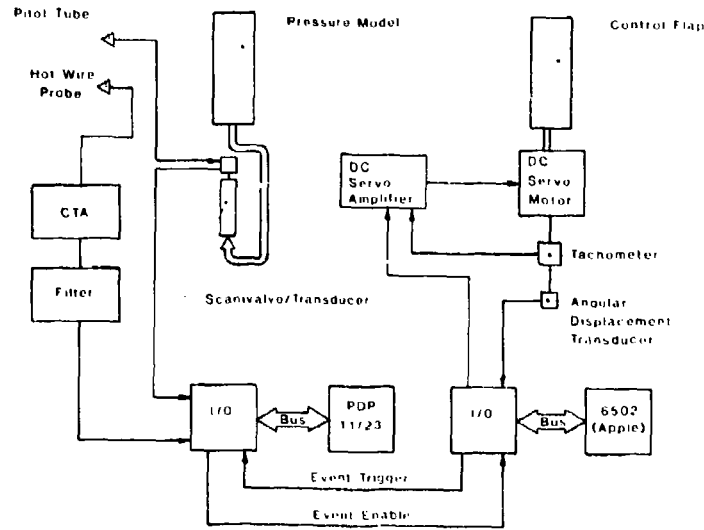 Pitot Tube
Pressure Model
Control Flap
Hot Wire
Probe
DC
Servo
Amplifier
DC
Servo
Motor
CTA
Tachometer
Filter
Scanivalve/Transducer
Angular
Displacement
Transducer
I/O
Bus
PDP
11/23
I/O
Bus
6502
(Apple)
Event Trigger
Event Enable